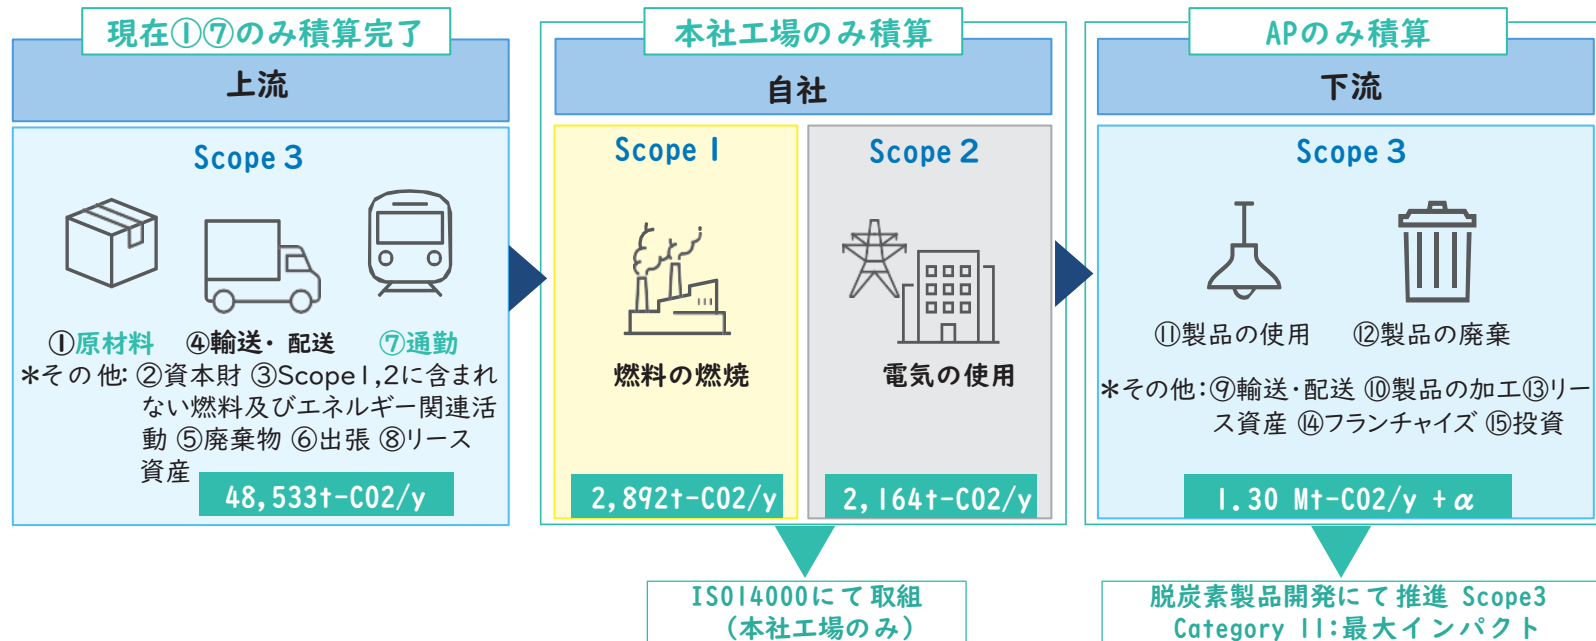 現在①⑦のみ積算完了
上流
Scope 3
①原材料
④輸送・配送
⑦通勤
*その他: ②資本財 ③Scope1,2に含まれ
ない燃料及びエネルギー関連活
動 ⑤廃棄物 ⑥出張 ⑧リース
資産
48,533t-CO2/y
本社工場のみ積算
自社
Scope 1
燃料の燃焼
2,892t-CO2/y
Scope 2
電気の使用
2,164t-CO2/y
ISO14000にて取組
(本社工場のみ)
APのみ積算
下流
Scope 3
⑪製品の使用
⑫製品の廃棄
*その他:⑨輸送・配送 ⑩製品の加工⑬リー
ス資産 ⑭フランチャイズ ⑮投資
1.30 Mt-CO2/y +α
脱炭素製品開発にて推進 Scope3
Category 11:最大インパクト